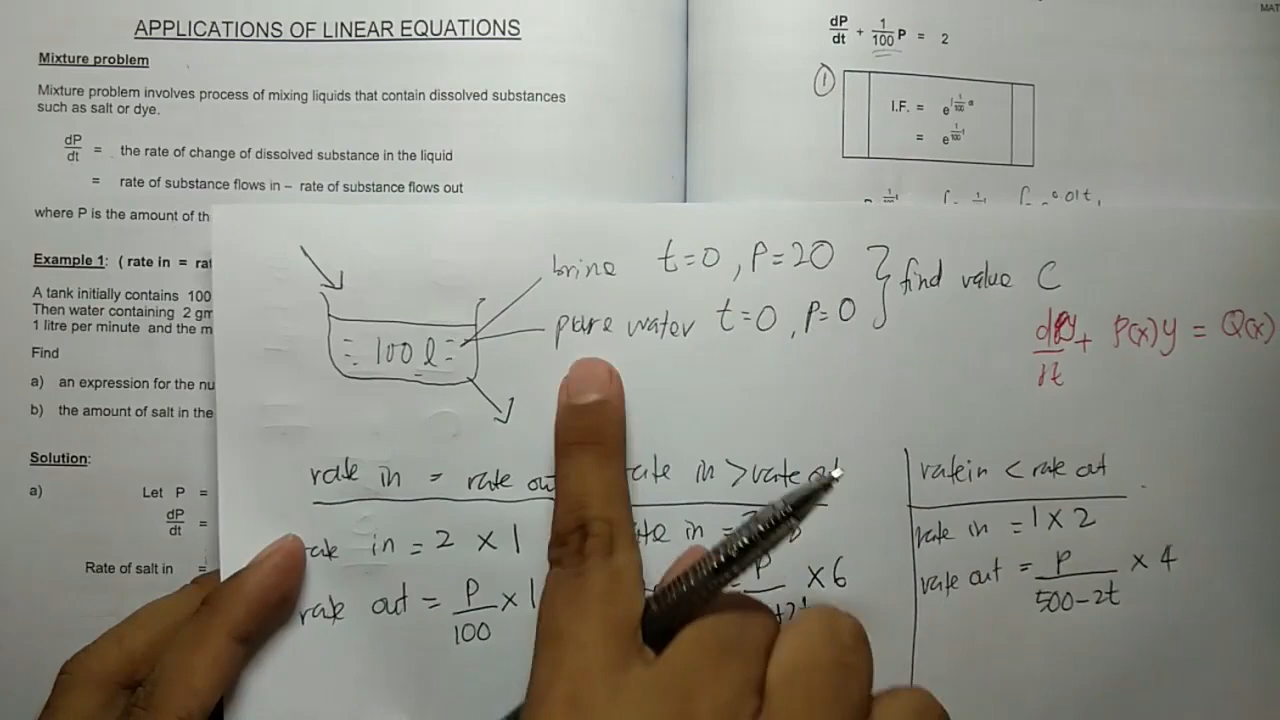 APPLICATIONS OF LINEAR EQUATIONS
Mixture problem
Mixture problem involves process of mixing liquids that contain dissolved substances
such as salt or dye.
dP/dt = the rate of change of dissolved substance in the liquid
= rate of substance flows in – rate of substance flows out
where P is the amount of th
Example 1: ( rate in = rat
A tank initially contains 100
Then water containing 2 gm
1 litre per minute and the m
Find
a) an expression for the nu
b) the amount of salt in the
Solution:
a) Let P =
dP/dt =
Rate of salt in =
MAT
dP/dt + 1/100 P = 2
1
I.F. =
=
brine t=0, P=20
pure water t=0, P=0
} find value C
100 l
+ P(x)y = Q(x)
rate in = rate ou
rate in = 2 × 1
rate out = P/100 × 1
ate in > rate out
te in =
P
× 6
rate in < rate out
rate in = 1 × 2
rate out = P/500-2t × 4